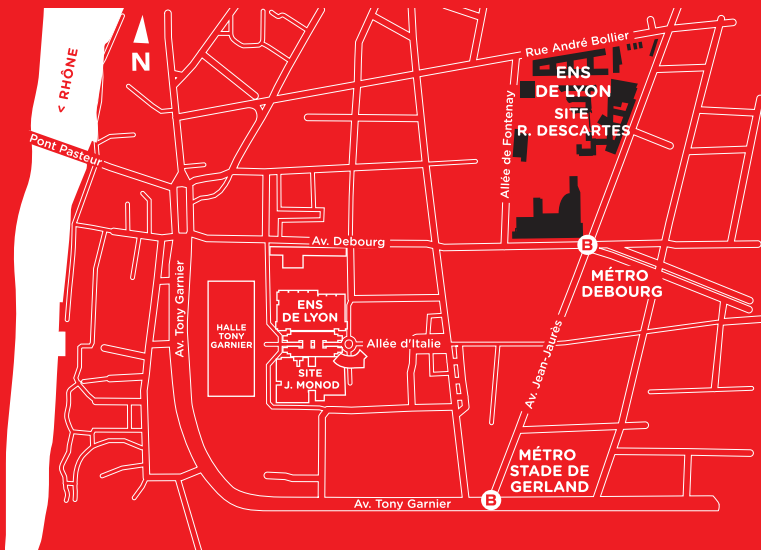 < RHÔNE
N
Rue André Bollier
ENS
DE LYON
SITE
R. DESCARTES
Allée de Fontenay
Pont Pasteur
Av. Debourg
B
MÉTRO
DEBOURG
Av. Tony Garnier
HALLE
TONY
GARNIER
ENS
DE LYON
Allée d'Italie
SITE
J. MONOD
Av. Jean-Jaurès
MÉTRO
STADE DE
GERLAND
B
Av. Tony Garnier